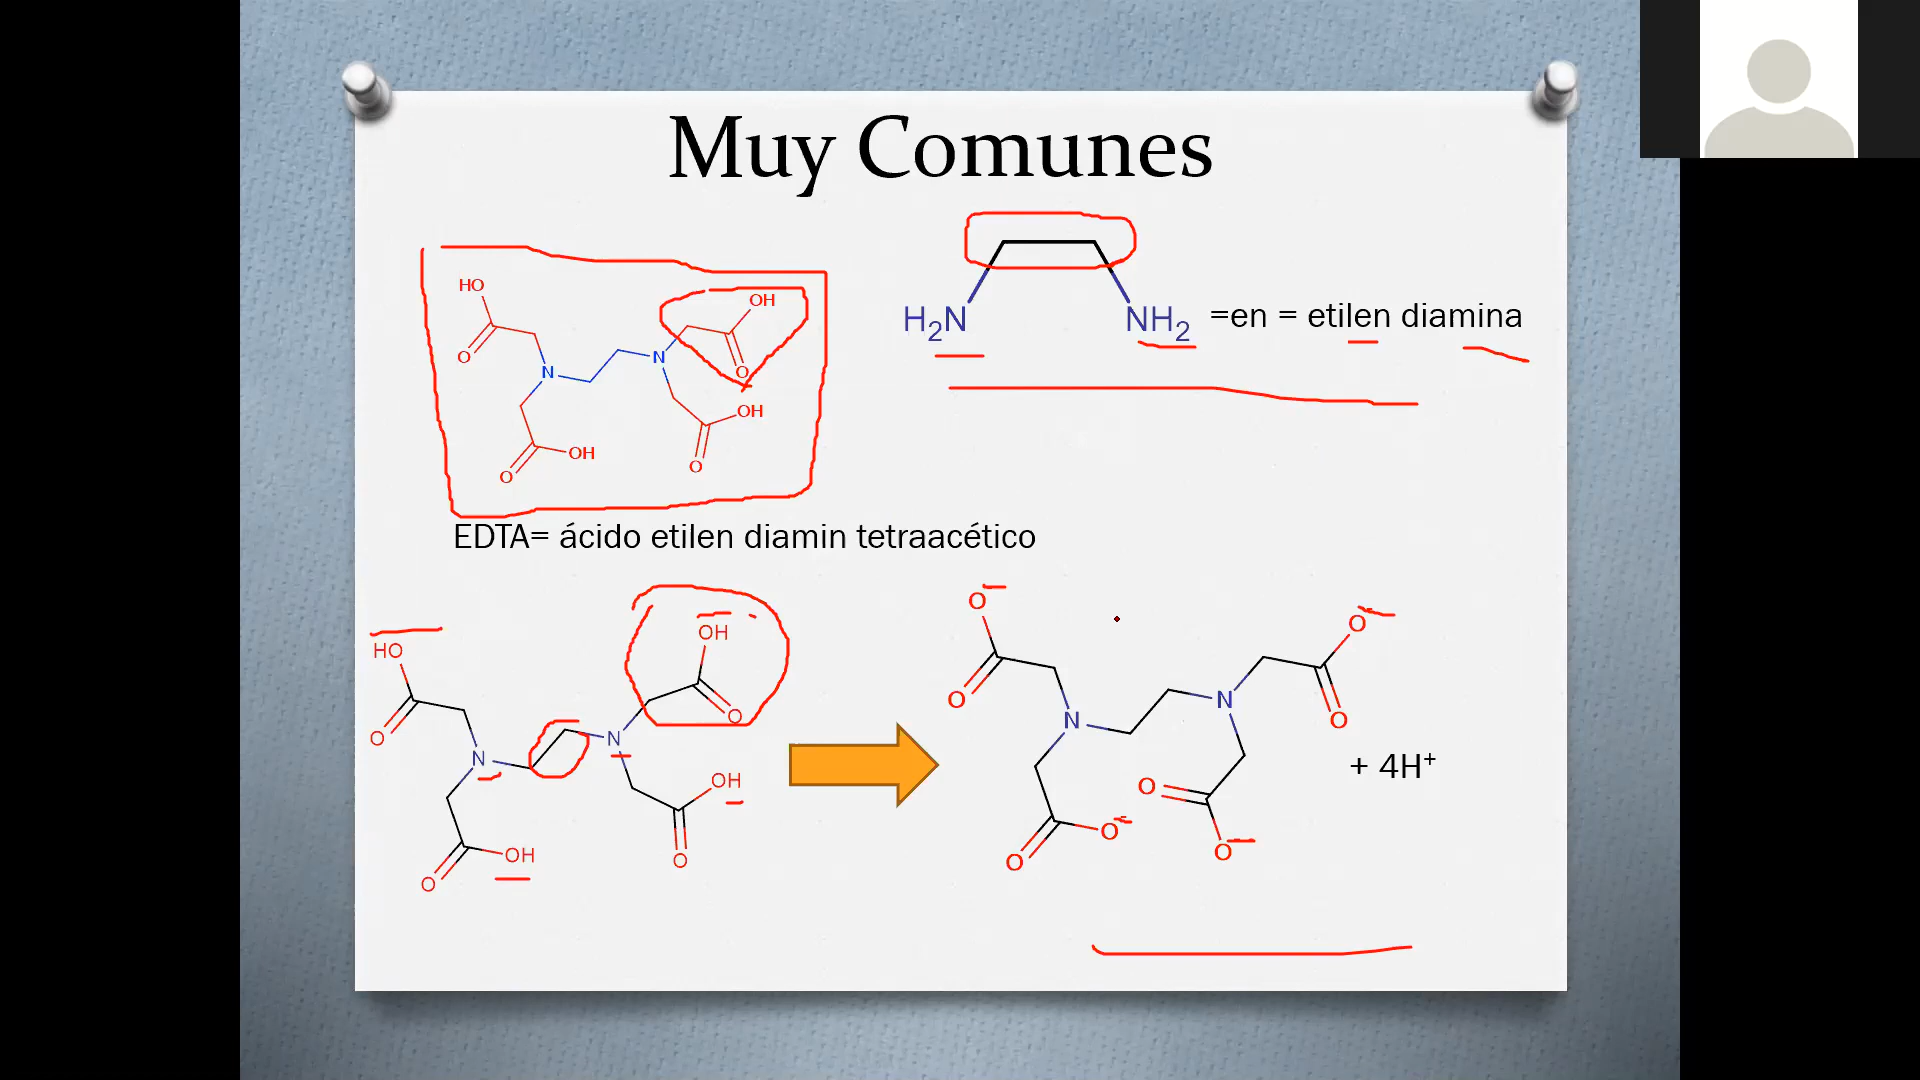 Muy Comunes
HO
O
N
OH
O
N
OH
O
OH
O
H2N
NH2
=en = etilen diamina
EDTA= ácido etilen diamin tetraacético
HO
O
N
OH
O
N
OH
O
OH
O
O-
O
N
O-
O
N
O-
O
O
O-
+ 4H+